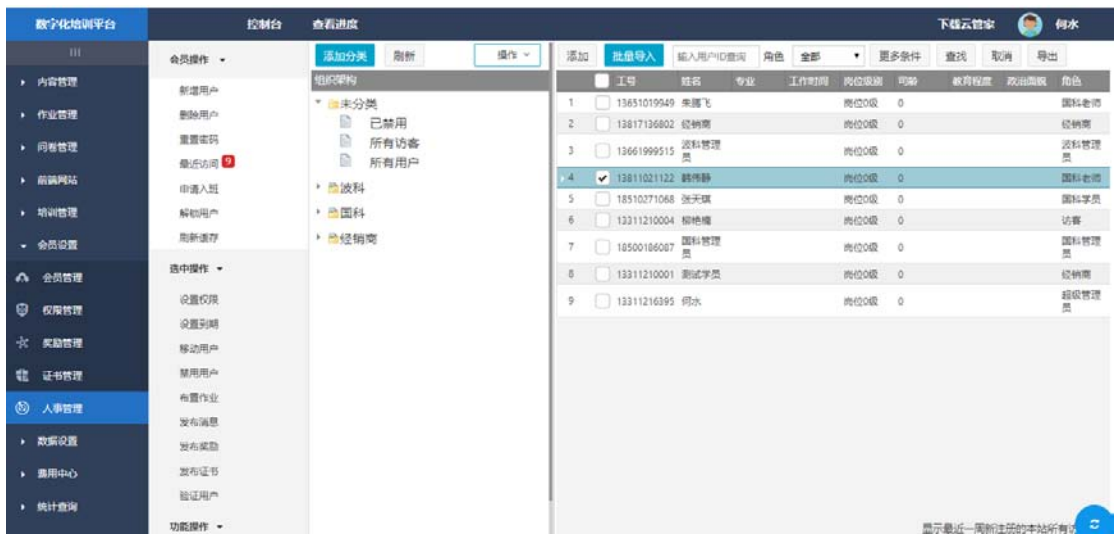 数字化培训平台 控制台 查看进度 下载云管家 何水
内容管理
作业管理
问卷管理
前端网站
培训管理
会员设置
会员管理
权限管理
奖励管理
证书管理
人事管理
数据设置
费用中心
统计查询
会员操作
新增用户
删除用户
重置密码
最近访问 9
申请入班
解锁用户
刷新缓存
选中操作
设置权限
设置到期
移动用户
禁用用户
布置作业
发布消息
发布奖励
发布证书
验证用户
功能操作
添加分类 刷新 操作
组织架构
未分类
已禁用
所有访客
所有用户
波科
国科
经销商
添加 批量导入 输入用户ID查询 角色 全部 更多条件 查找 取消 导出
工号 姓名 专业 工作时间 岗位级别 司龄 教育程度 政治面貌 角色
1 13651019949 朱腾飞 岗位0级 0 国科老师
2 13817136802 经销商 岗位0级 0 经销商
3 13661999515 波科管理员 岗位0级 0 波科管理员
4 13811021122 韩伟静 岗位0级 0 国科老师
5 18510271068 张天琪 岗位0级 0 国科学员
6 13311210004 柳艳 岗位0级 0 访客
7 18500186087 国科管理员 岗位0级 0 国科管理员
8 13311210001 测试学员 岗位0级 0 经销商
9 13311216395 何水 岗位0级 0 超级管理员
显示最近一周新注册的本站所有访